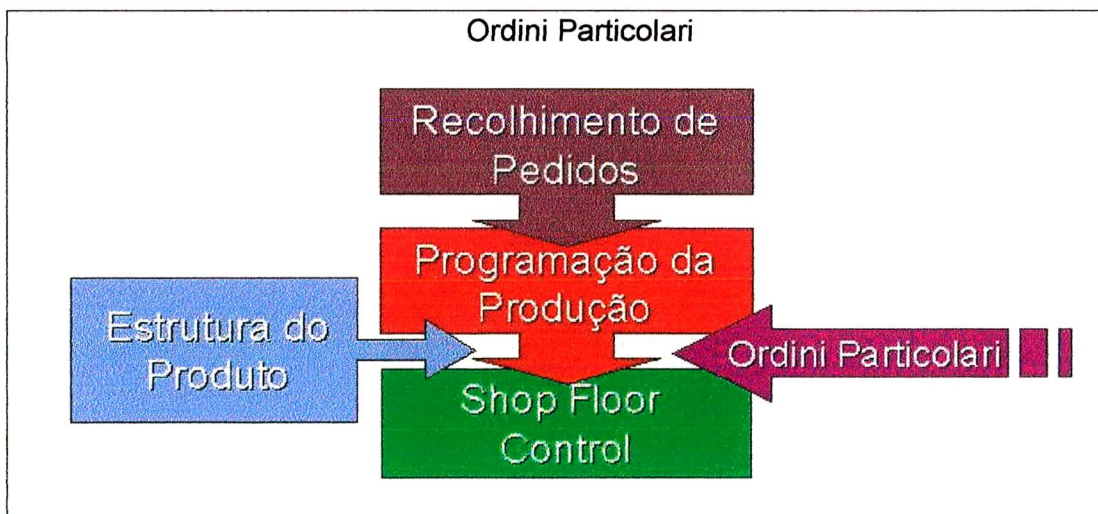 Ordini Particolari
Recolhimento de
Pedidos
Programação da
Produção
Estrutura do
Produto
Ordini Particolari
Shop Floor
Control